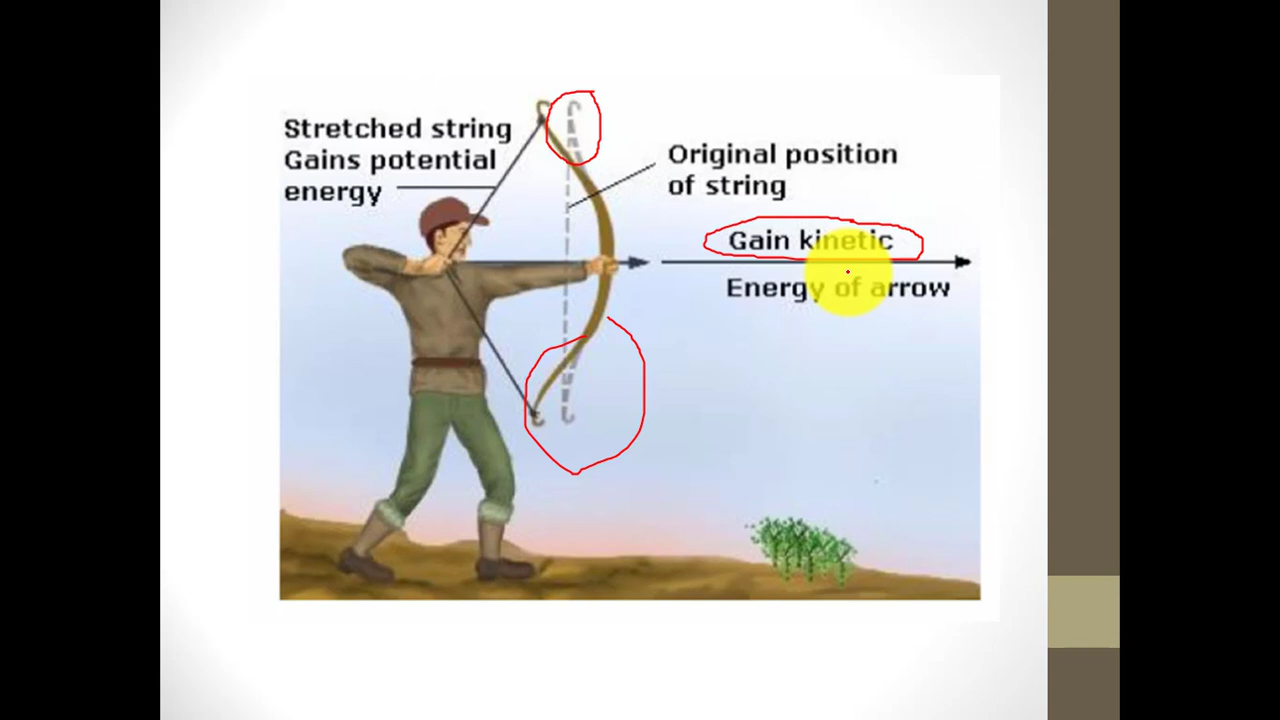 Stretched string
Gains potential
energy
Original position
of string
Gain kinetic
Energy of arrow